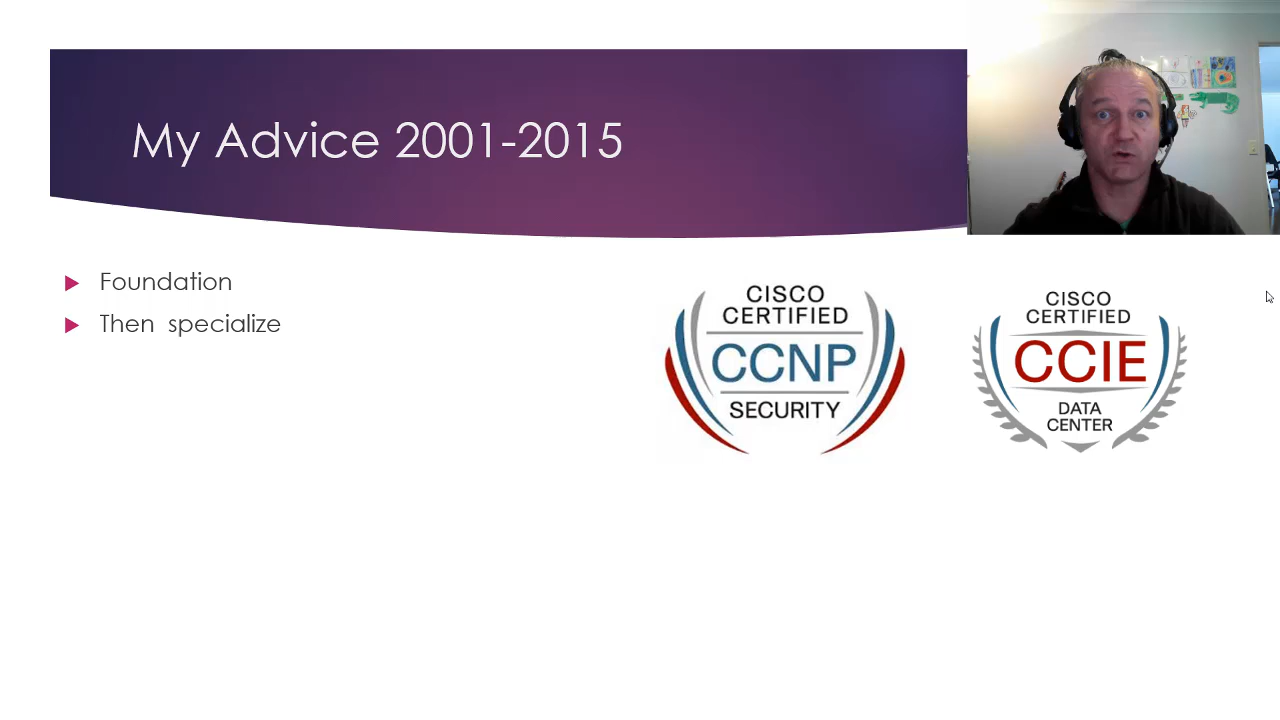 My Advice 2001-2015
Foundation
Then specialize
CISCO
CERTIFIED
CCNP
SECURITY
CISCO
CERTIFIED
CCIE
DATA
CENTER